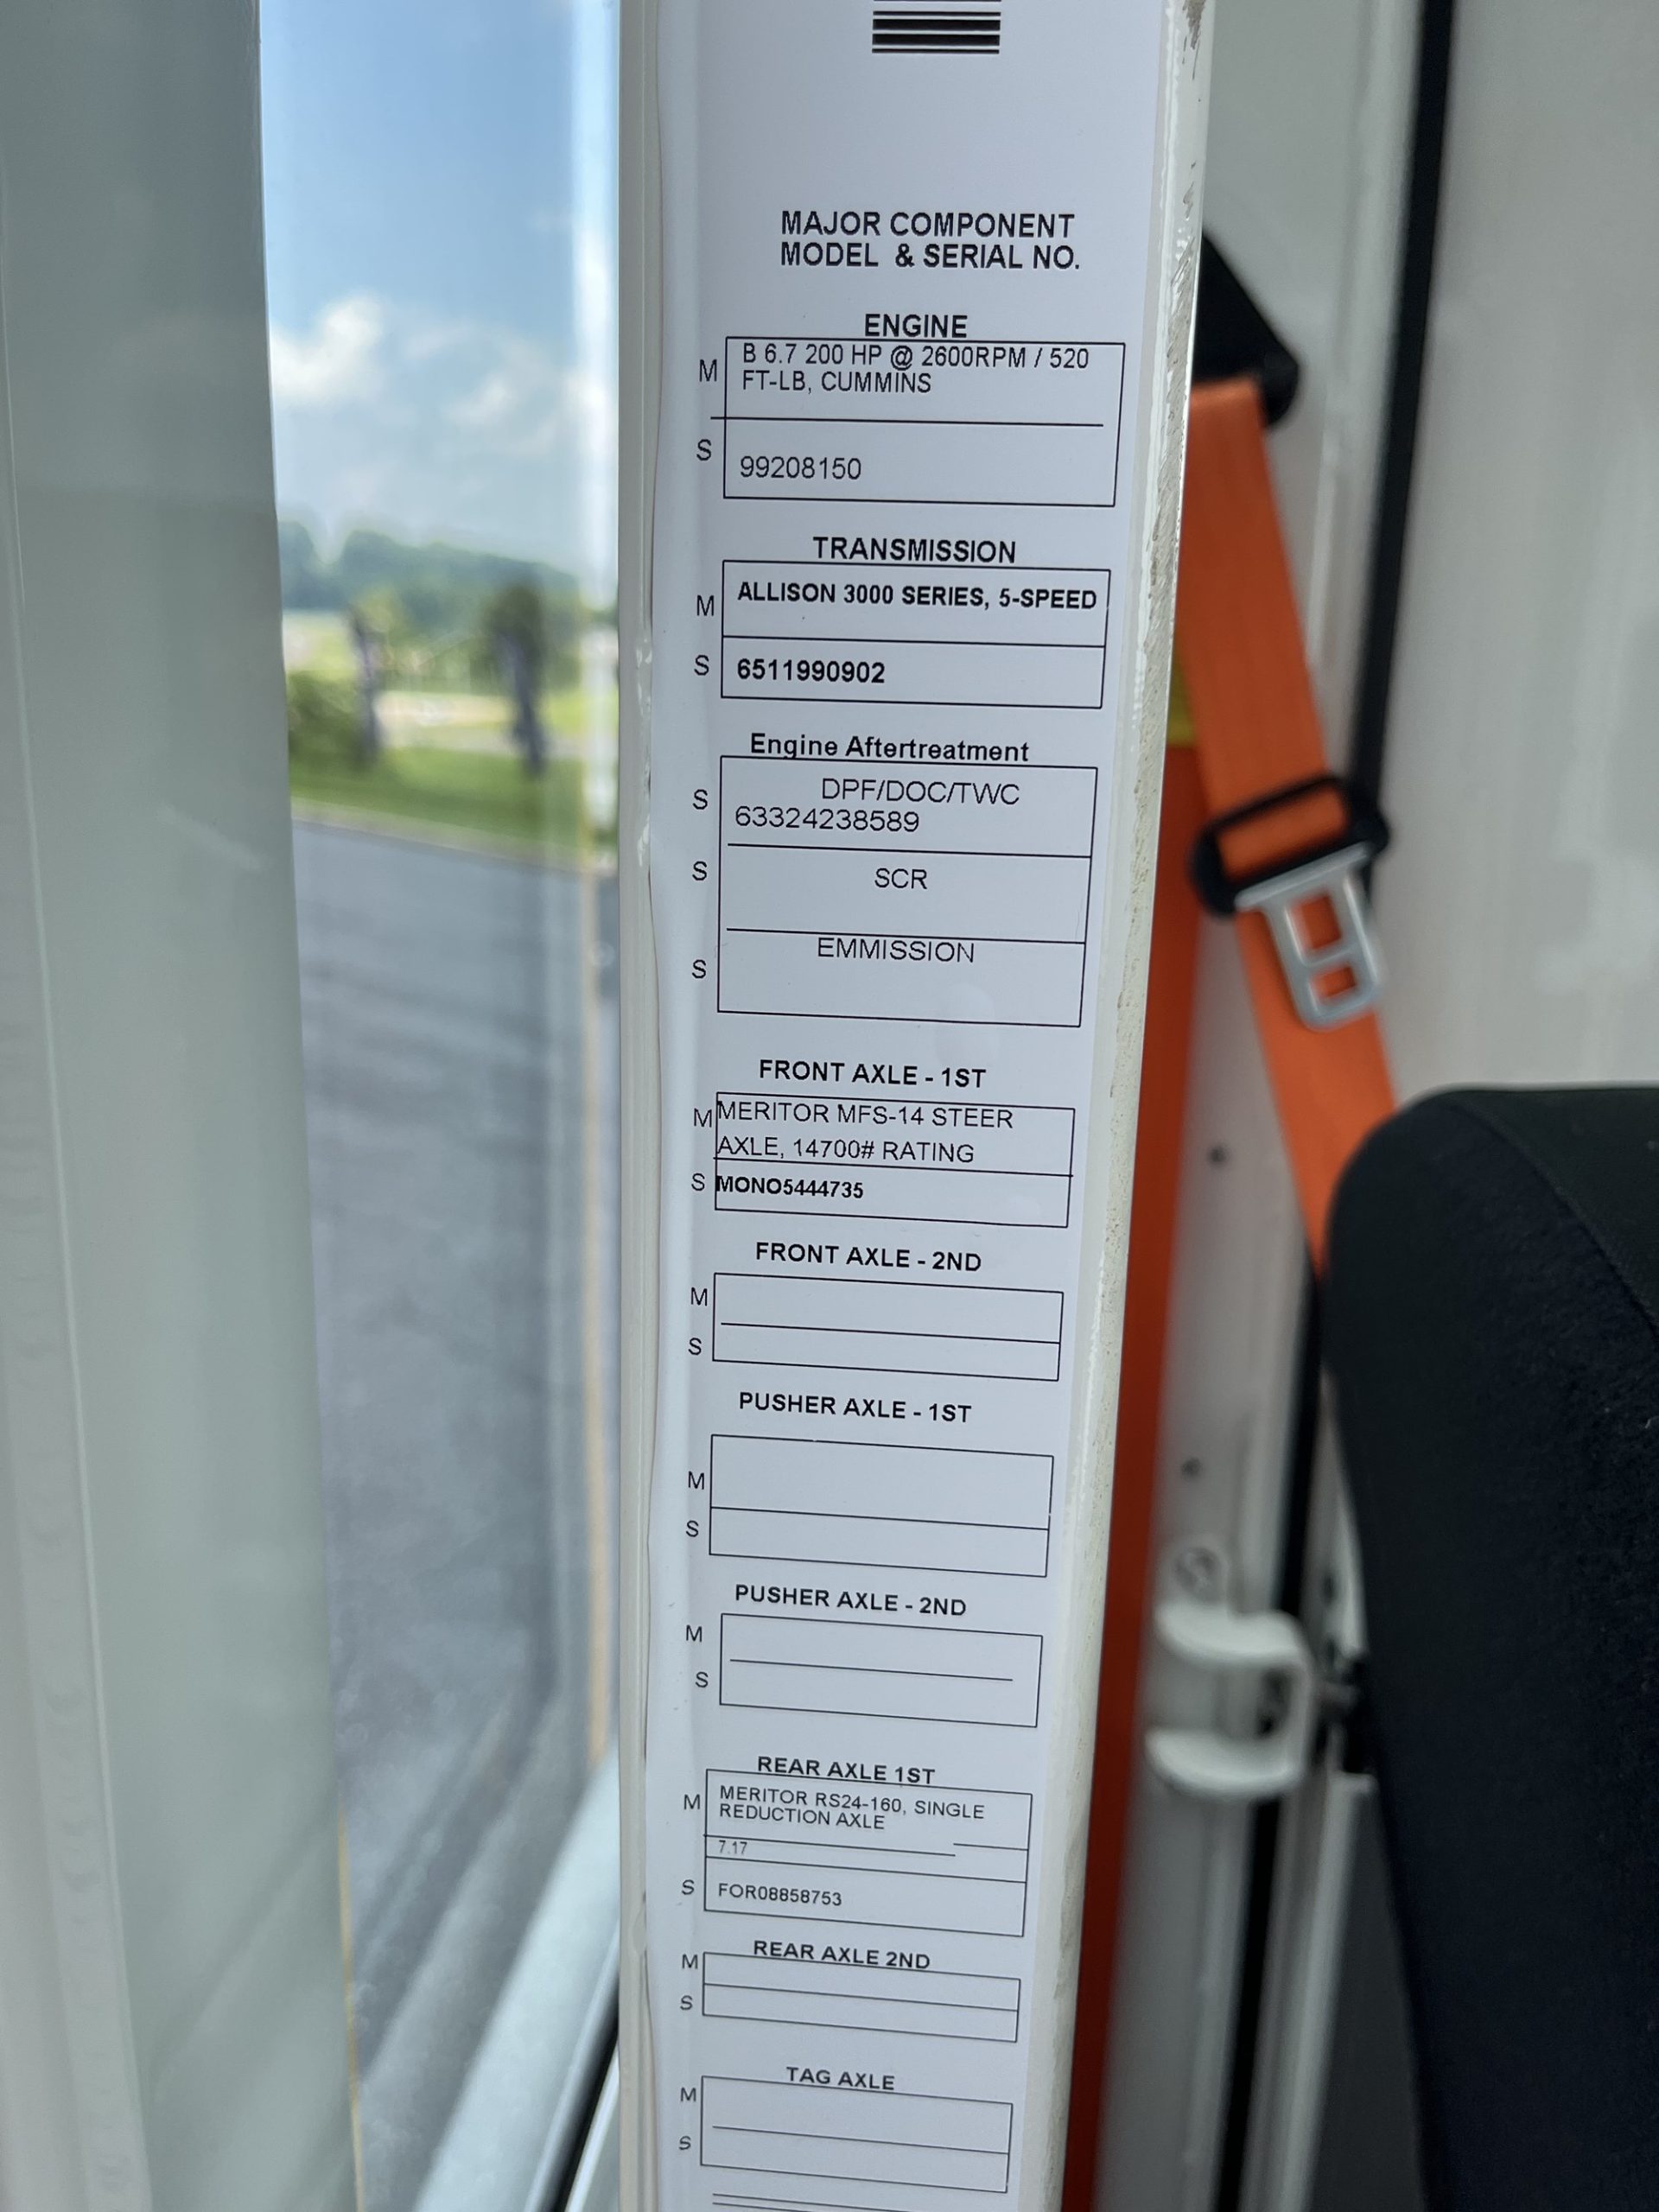 MAJOR COMPONENT
MODEL & SERIAL NO.
ENGINE
M
B 6.7 200 HP @ 2600RPM / 520
FT-LB, CUMMINS
S
99208150
TRANSMISSION
M
ALLISON 3000 SERIES, 5-SPEED
S
6511990902
Engine Aftertreatment
S
DPF/DOC/TWC
63324238589
S
SCR
S
EMMISSION
FRONT AXLE - 1ST
M
MERITOR MFS-14 STEER
AXLE, 14700# RATING
S
MONO5444735
FRONT AXLE - 2ND
M
S
PUSHER AXLE - 1ST
M
S
PUSHER AXLE - 2ND
M
S
REAR AXLE 1ST
M
MERITOR RS24-160, SINGLE
REDUCTION AXLE
7.17
S
FOR08858753
REAR AXLE 2ND
M
S
TAG AXLE
M
S